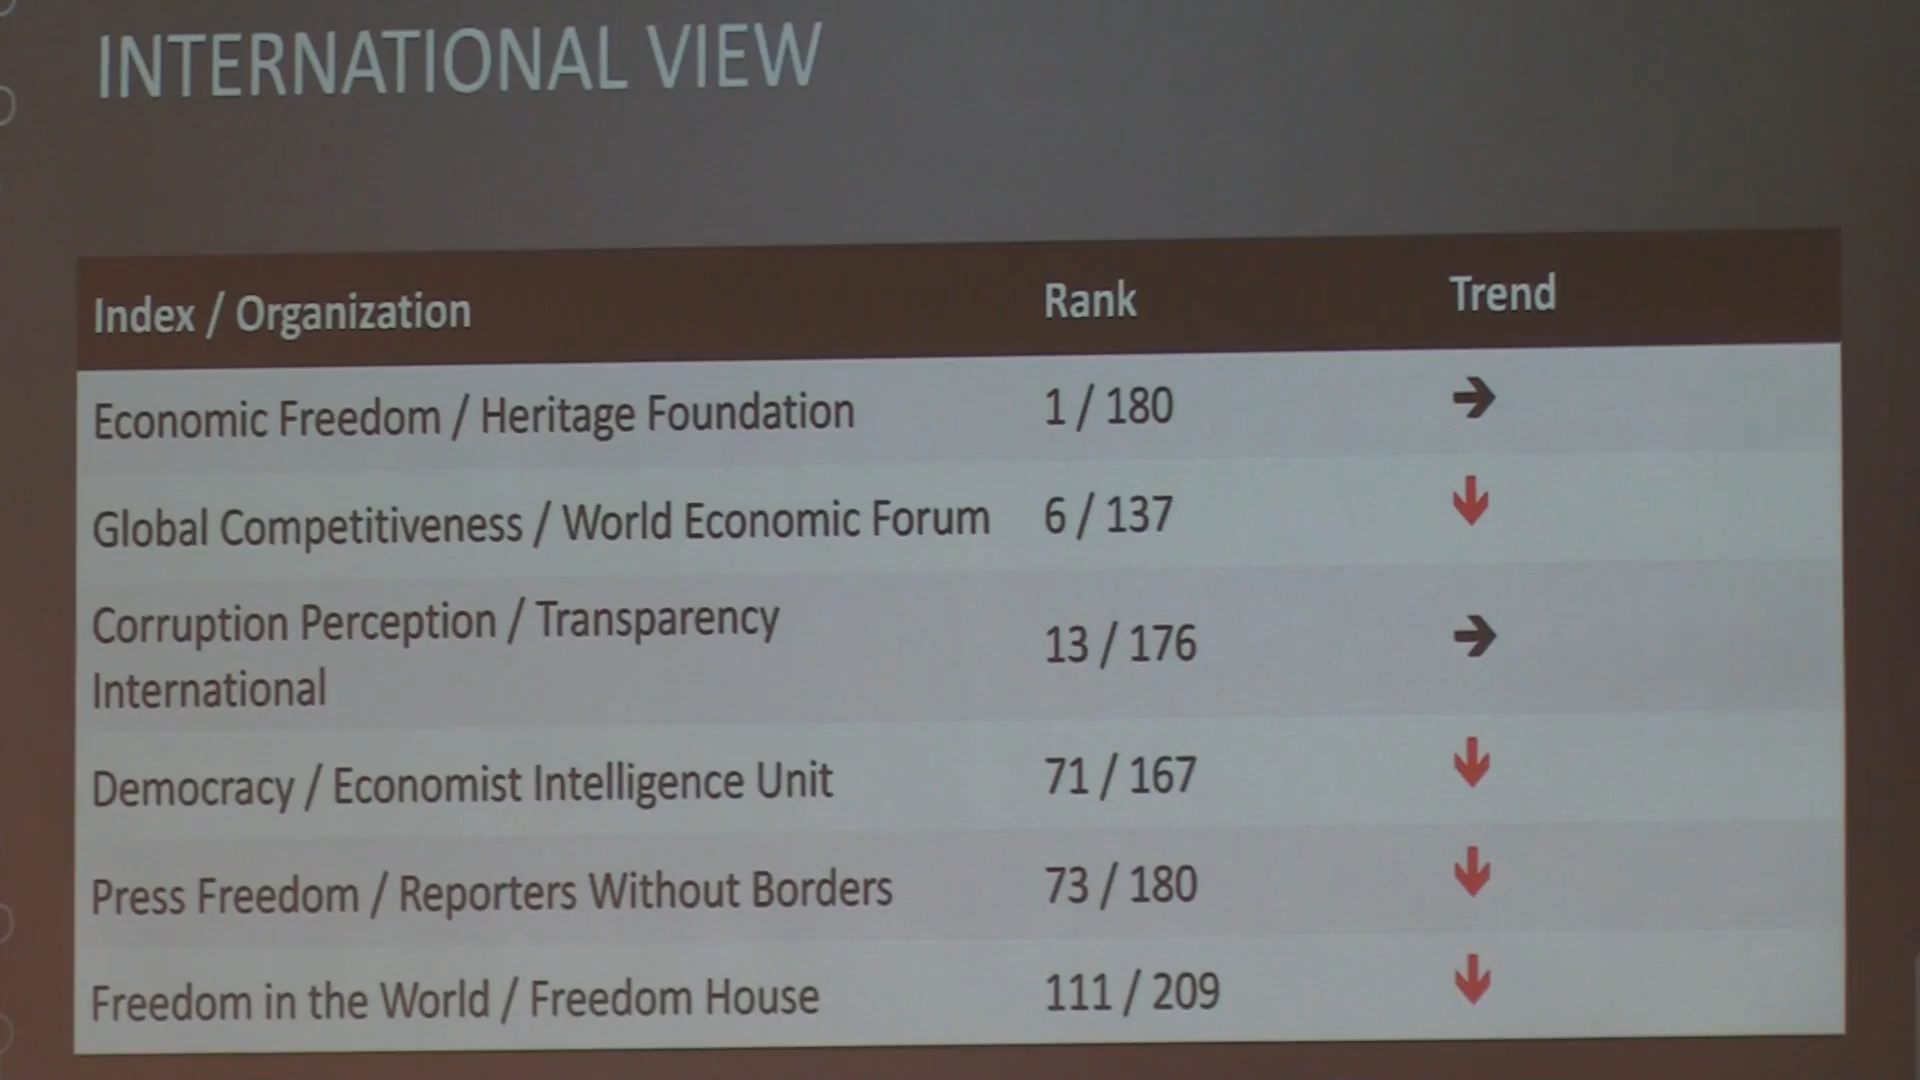 INTERNATIONAL VIEW
Index / Organization Rank Trend
Economic Freedom / Heritage Foundation 1 / 180 →
Global Competitiveness / World Economic Forum 6 / 137 ↓
Corruption Perception / Transparency
International 13 / 176 →
Democracy / Economist Intelligence Unit 71 / 167 ↓
Press Freedom / Reporters Without Borders 73 / 180 ↓
Freedom in the World / Freedom House 111 / 209 ↓